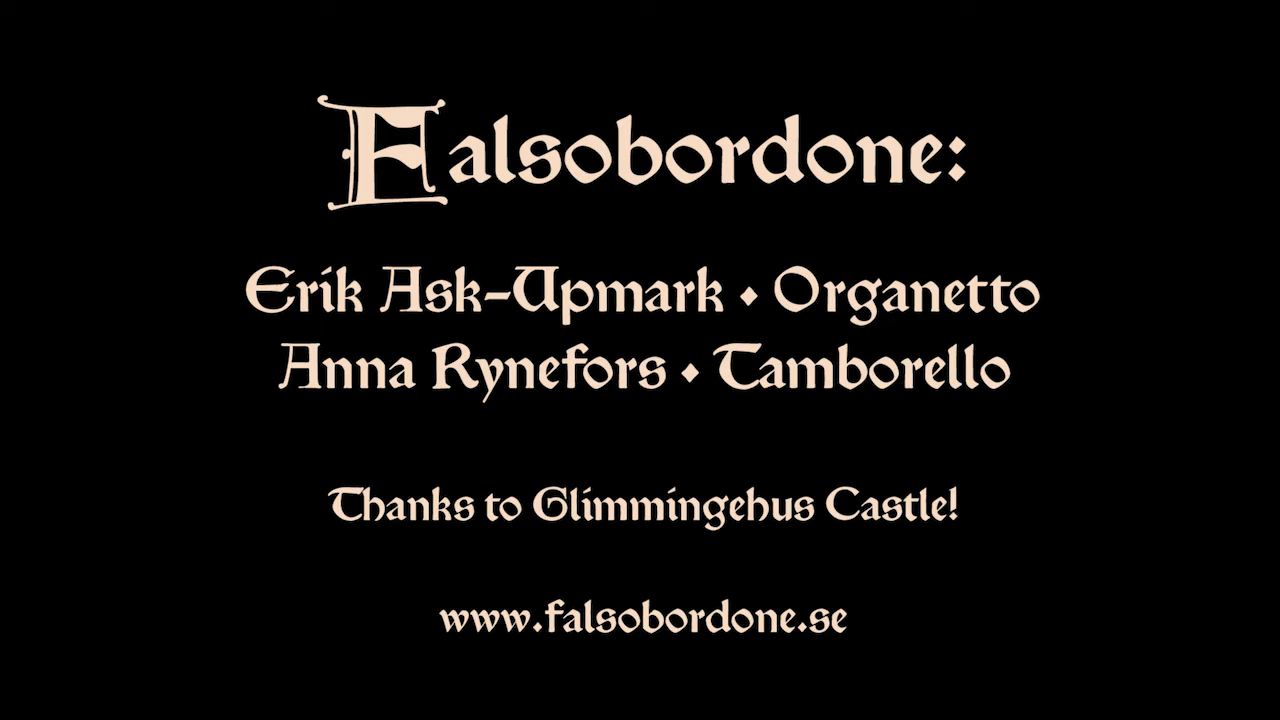 Falsobordone:
Erik Ask-Upmark • Organetto
Anna Rynefors • Tamborello
Thanks to Glimmingehus Castle!
www.falsobordone.se